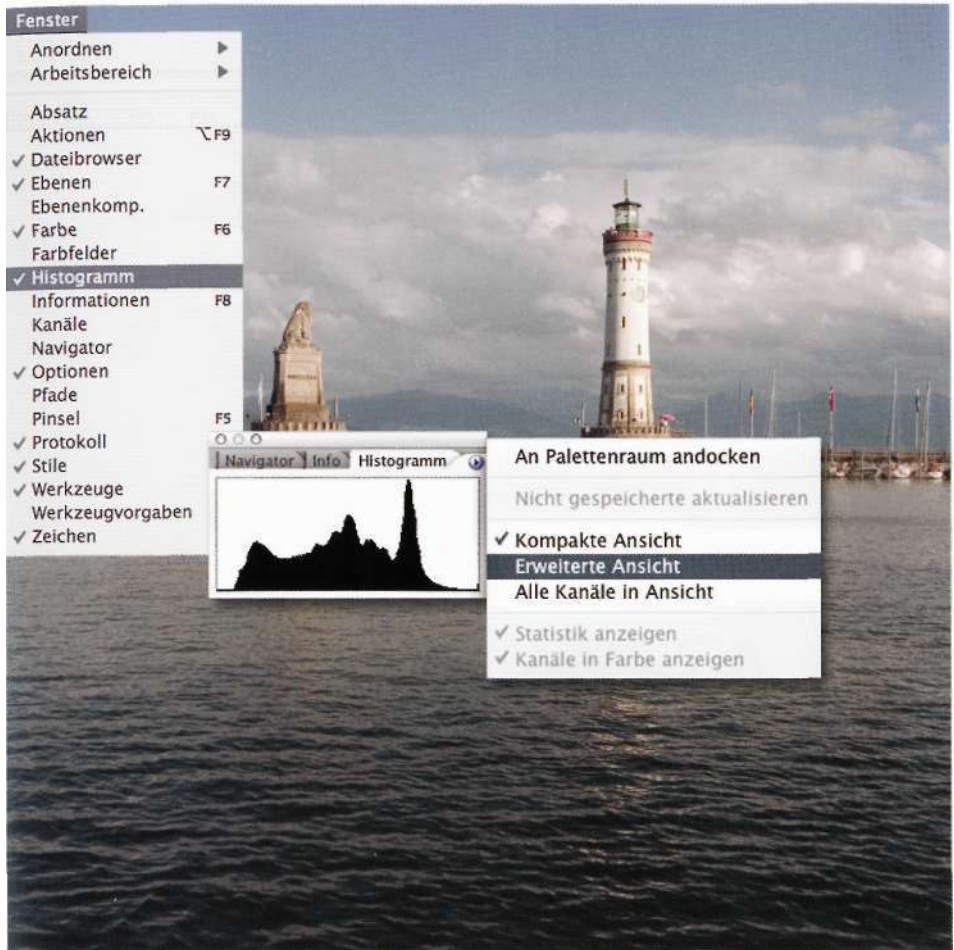 Fenster
Anordnen
Arbeitsbereich
Absatz
Aktionen ⌥F9
✓ Dateibrowser
✓ Ebenen F7
Ebenenkomp.
✓ Farbe F6
Farbfelder
✓ Histogramm
Informationen F8
Kanäle
Navigator
✓ Optionen
Pfade
Pinsel F5
✓ Protokoll
✓ Stile
✓ Werkzeuge
Werkzeugvorgaben
✓ Zeichen
Navigator Info Histogramm
An Palettenraum andocken
Nicht gespeicherte aktualisieren
✓ Kompakte Ansicht
Erweiterte Ansicht
Alle Kanäle in Ansicht
✓ Statistik anzeigen
✓ Kanäle in Farbe anzeigen